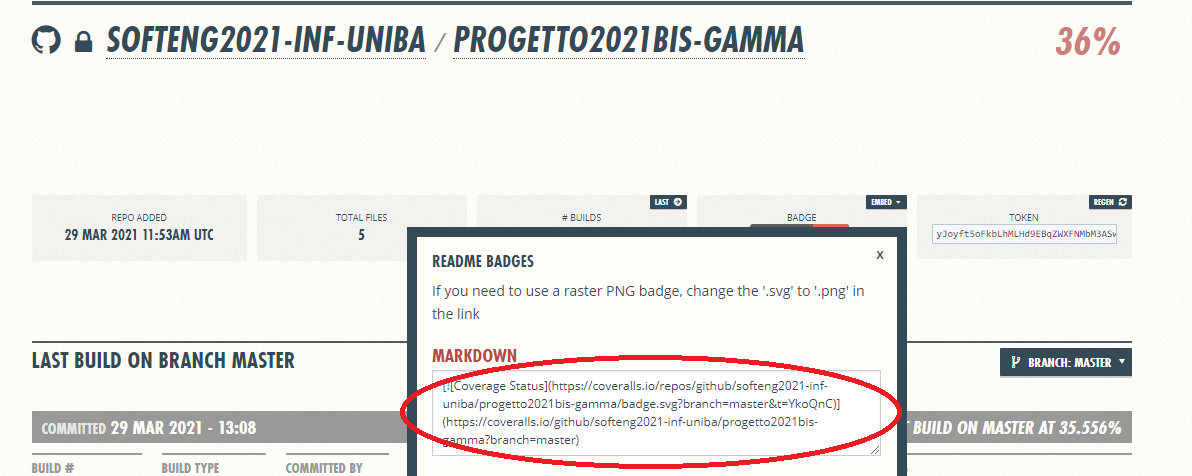 SOFTENG2021-INF-UNIBA / PROGETTO2021BIS-GAMMA 36%
LAST EMBED REGEN
REPO ADDED TOTAL FILES # BUILDS BADGE TOKEN
29 MAR 2021 11:53AM UTC 5
README BADGES x
If you need to use a raster PNG badge, change the '.svg' to '.png' in
the link
LAST BUILD ON BRANCH MASTER BRANCH: MASTER
MARKDOWN
[![Coverage Status](https://coveralls.io/repos/github/softeng2021-inf-
uniba/progetto2021bis-gamma/badge.svg?branch=master&t=YkoQnC)]
(https://coveralls.io/github/softeng2021-inf-uniba/progetto2021bis-
gamma?branch=master)
COMMITTED 29 MAR 2021 - 13:08 BUILD ON MASTER AT 35.556%
BUILD # BUILD TYPE COMMITTED BY